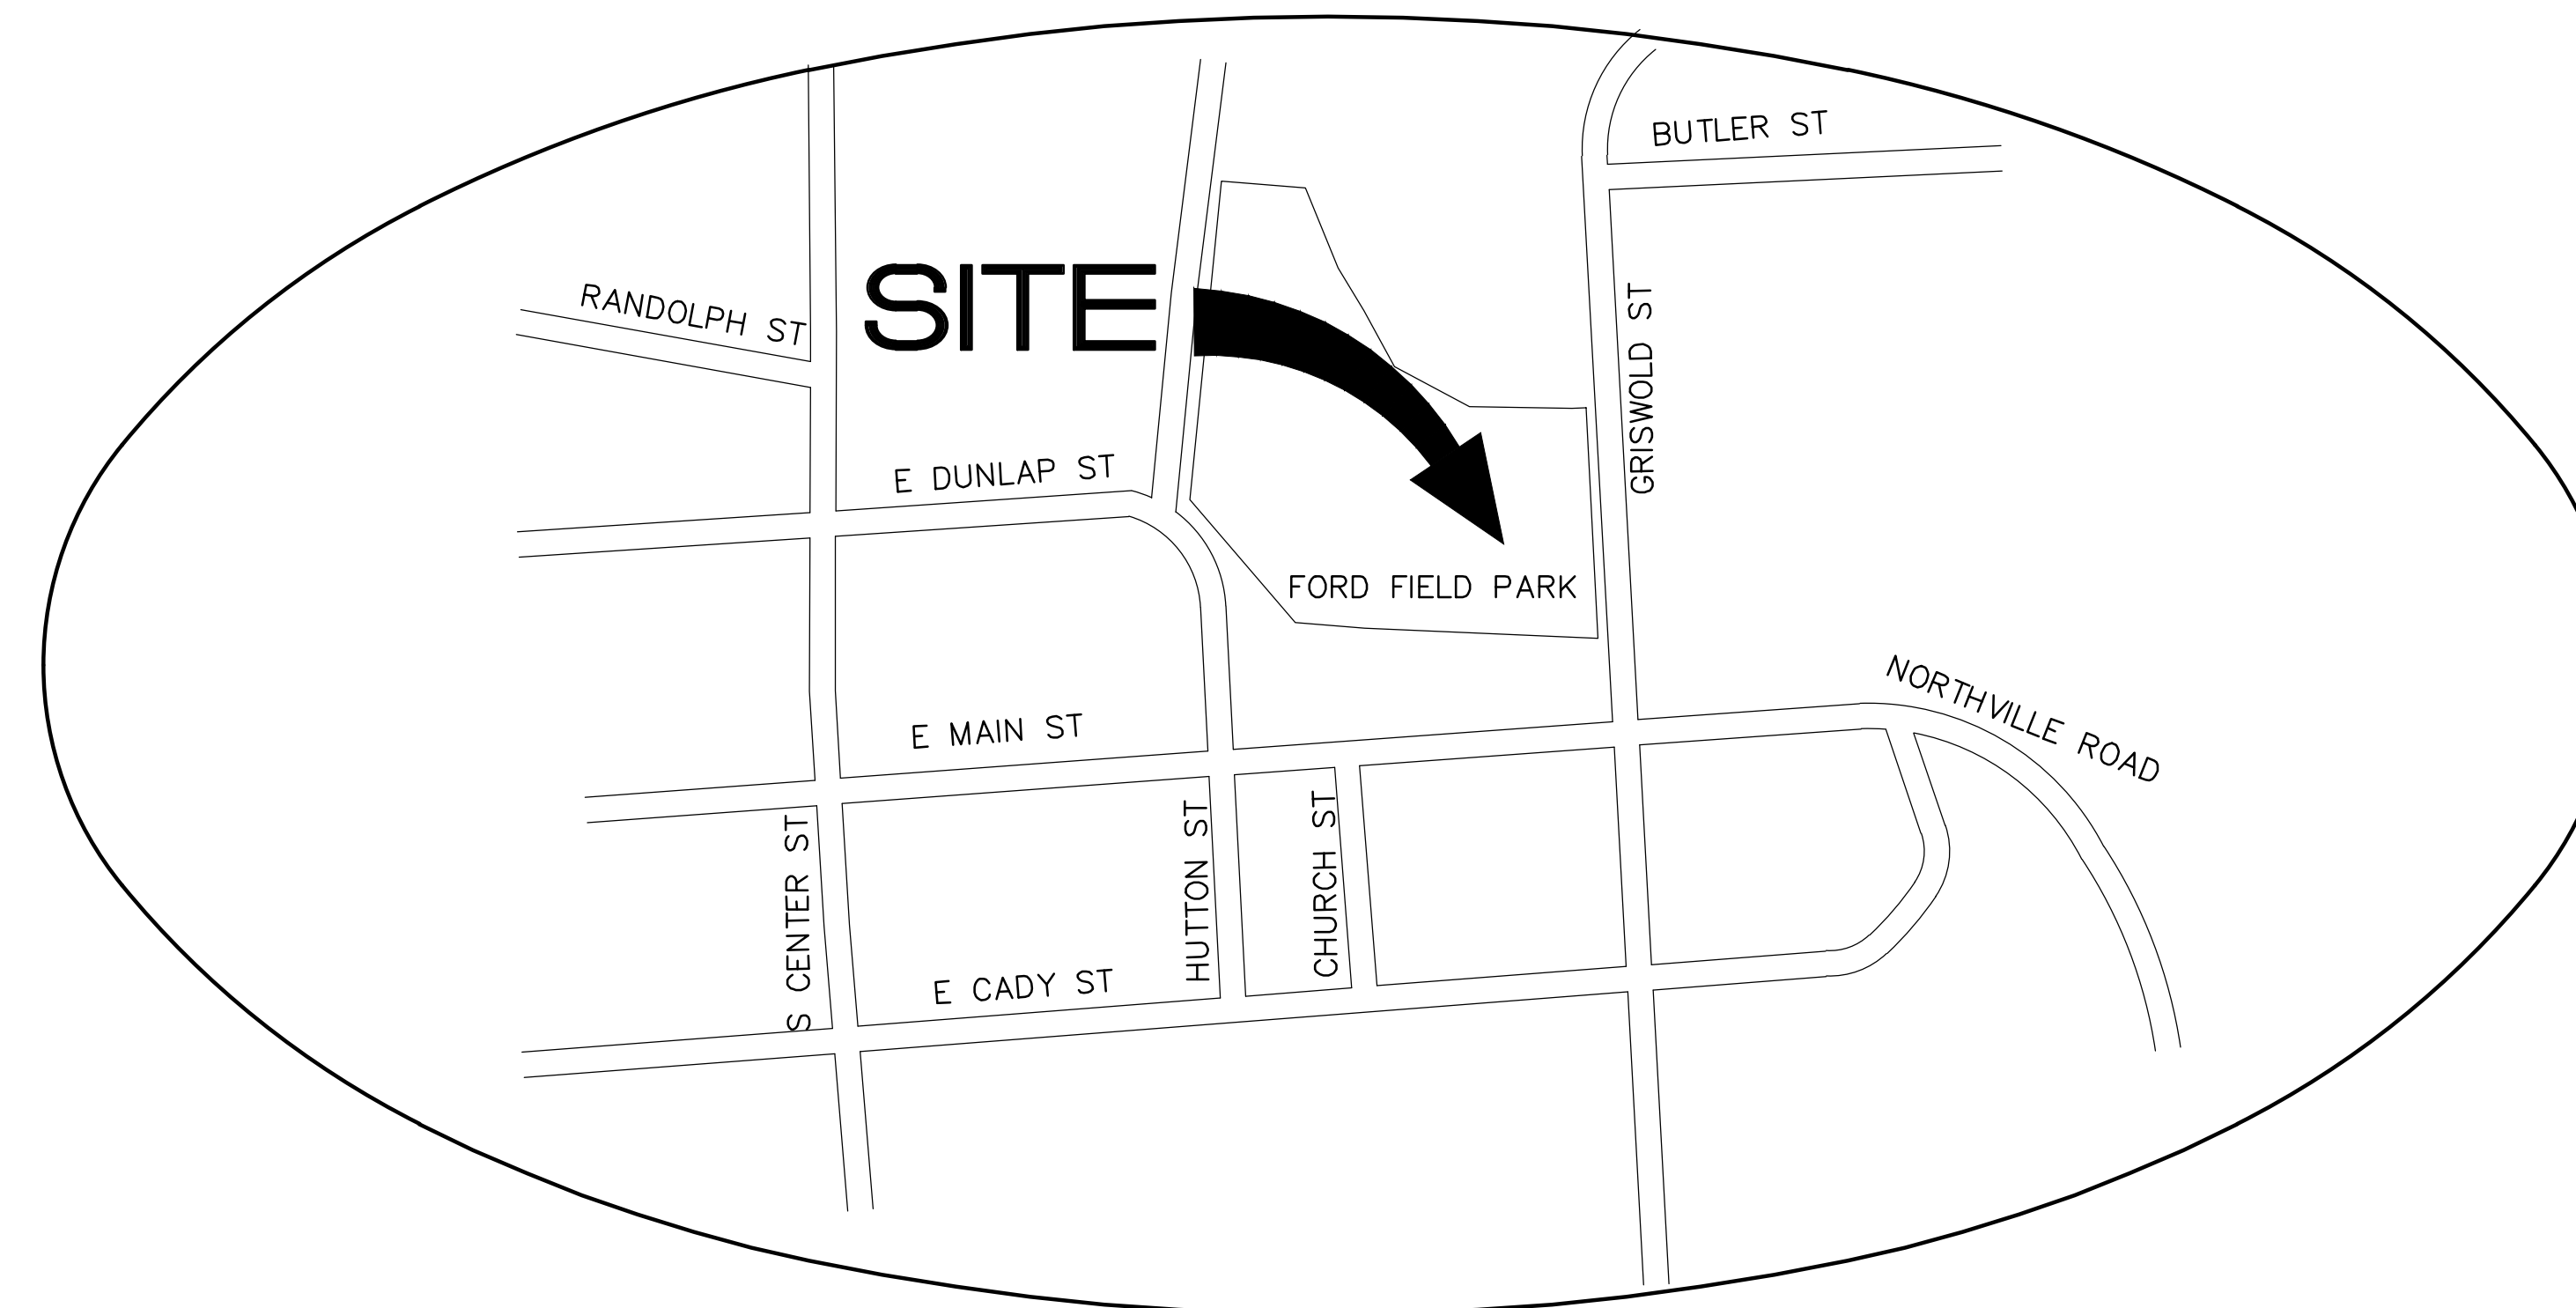 BUTLER ST
SITE
RANDOLPH ST
GRISWOLD ST
E DUNLAP ST
FORD FIELD PARK
NORTHVILLE ROAD
E MAIN ST
S CENTER ST
HUTTON ST
CHURCH ST
E CADY ST